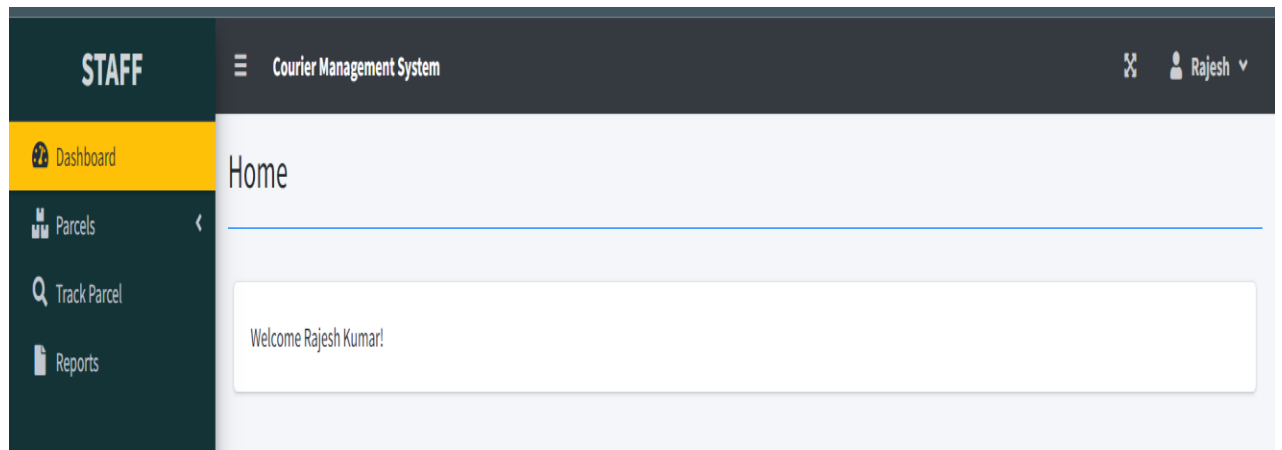 STAFF
Courier Management System
Rajesh
Dashboard
Home
Parcels
Track Parcel
Reports
Welcome Rajesh Kumar!